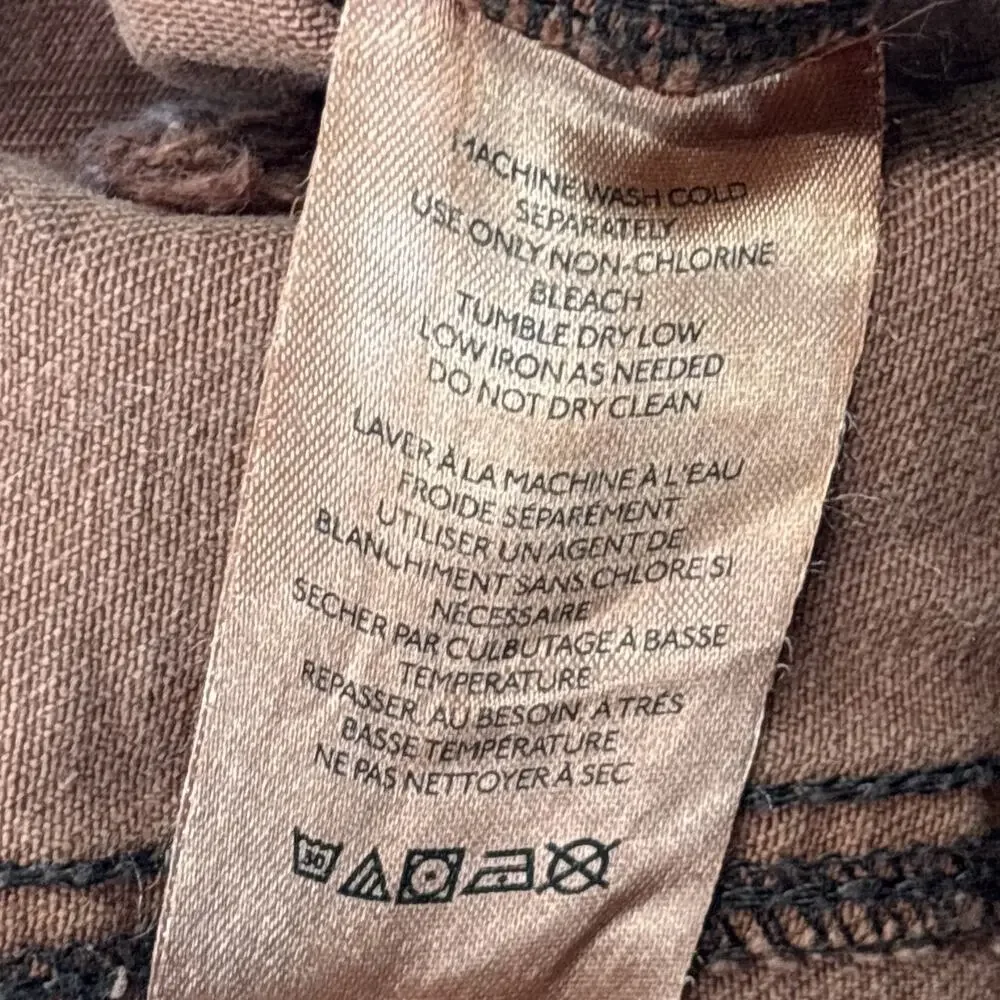 MACHINE WASH COLD
SEPARATELY
USE ONLY NON-CHLORINE
BLEACH
TUMBLE DRY LOW
LOW IRON AS NEEDED
DO NOT DRY CLEAN
LAVER À LA MACHINE À L'EAU
FROIDE SÉPARÉMENT
UTILISER UN AGENT DE
BLANCHIMENT SANS CHLORE SI
NÉCESSAIRE
SECHER PAR CULBUTAGE À BASSE
TEMPÉRATURE
REPASSER, AU BESOIN, À TRÈS
BASSE TEMPÉRATURE
NE PAS NETTOYER À SEC
30